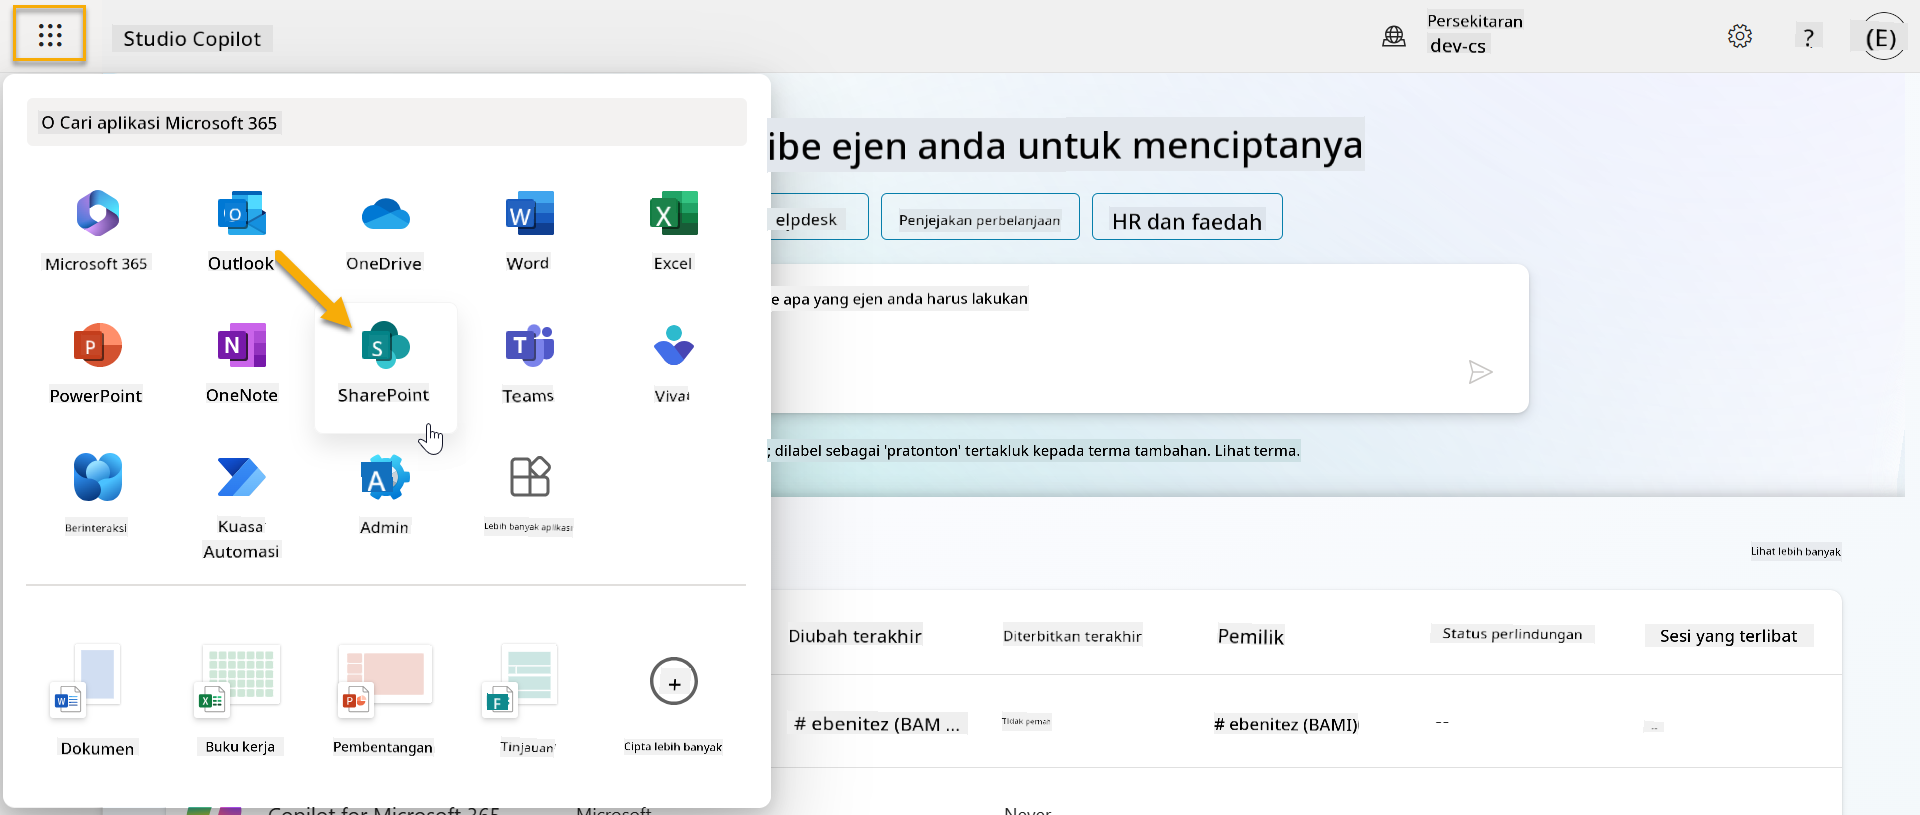 Studio Copilot
Persekitaran
dev-cs
?
(E)
O Cari aplikasi Microsoft 365
ibe ejen anda untuk menciptanya
elpdesk
Penjejakan perbelanjaan
HR dan faedah
Microsoft 365
Outlook
OneDrive
Word
Excel
e apa yang ejen anda harus lakukan
PowerPoint
OneNote
SharePoint
Teams
Viva
; dilabel sebagai 'pratonton' tertakluk kepada terma tambahan. Lihat terma.
Berinteraksi
Kuasa
Automasi
Admin
Lebih banyak aplikasi
Lihat lebih banyak
Diubah terakhir
Diterbitkan terakhir
Pemilik
Status perlindungan
Sesi yang terlibat
# ebenitez (BAM ...
Tidak pernah
# ebenitez (BAMI)
--
--
Dokumen
Buku kerja
Pembentangan
Tinjauan
Cipta lebih banyak
Copilot for Microsoft 365
Microsoft
Never